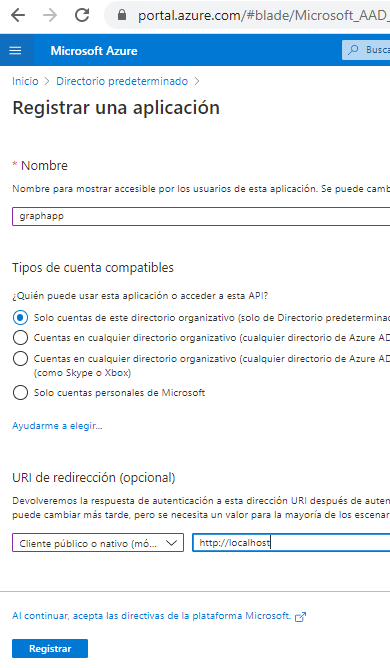 portal.azure.com/#blade/Microsoft_AAD_
Microsoft Azure
Busca
Inicio > Directorio predeterminado >
Registrar una aplicación
* Nombre
Nombre para mostrar accesible por los usuarios de esta aplicación. Se puede camb
graphapp
Tipos de cuenta compatibles
¿Quién puede usar esta aplicación o acceder a esta API?
Solo cuentas de este directorio organizativo (solo de Directorio predeterminad
Cuentas en cualquier directorio organizativo (cualquier directorio de Azure AD
Cuentas en cualquier directorio organizativo (cualquier directorio de Azure AD
(como Skype o Xbox)
Solo cuentas personales de Microsoft
Ayudarme a elegir...
URI de redirección (opcional)
Devolveremos la respuesta de autenticación a esta dirección URI después de auten
puede cambiar más tarde, pero se necesita un valor para la mayoría de los escenar
Cliente público o nativo (mó... http://localhost
Al continuar, acepta las directivas de la plataforma Microsoft.
Registrar